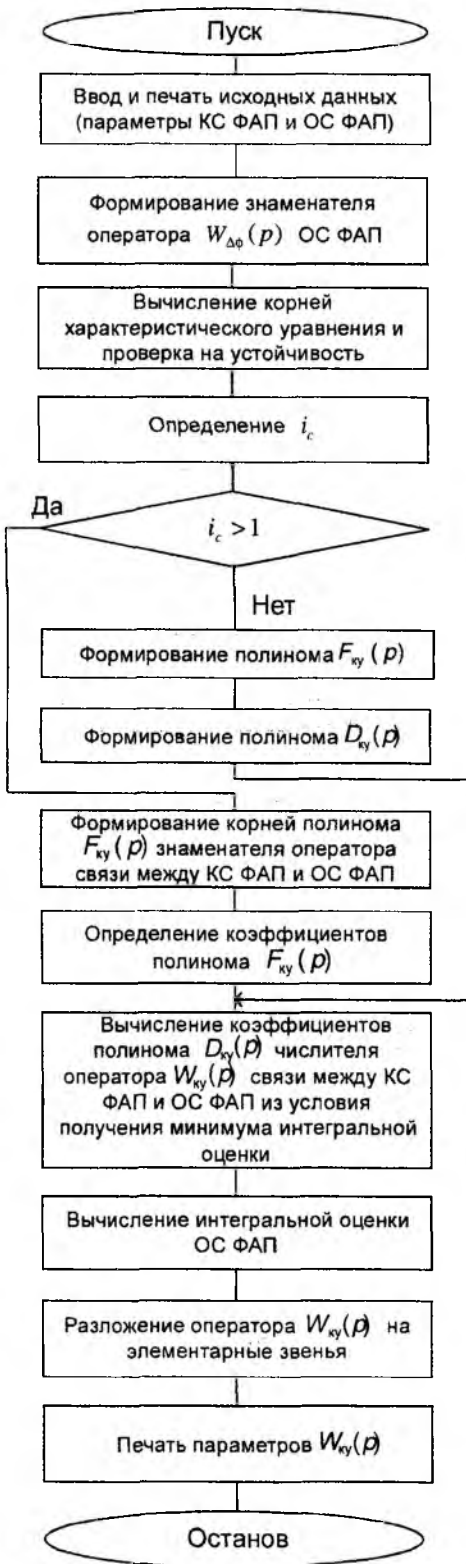 Пуск
Ввод и печать исходных данных
(параметры КС ФАП и ОС ФАП)
Формирование знаменателя
оператора W_Δφ(p) ОС ФАП
Вычисление корней
характеристического уравнения и
проверка на устойчивость
Определение i_c
Да
i_c > 1
Нет
Формирование полинома F_ку(p)
Формирование полинома D_ку(p)
Формирование корней полинома
F_ку(p) знаменателя оператора
связи между КС ФАП и ОС ФАП
Определение коэффициентов
полинома F_ку(p)
Вычисление коэффициентов
полинома D_ку(p) числителя
оператора W_ку(p) связи между КС
ФАП и ОС ФАП из условия
получения минимума интегральной
оценки
Вычисление интегральной оценки
ОС ФАП
Разложение оператора W_ку(p) на
элементарные звенья
Печать параметров W_ку(p)
Останов